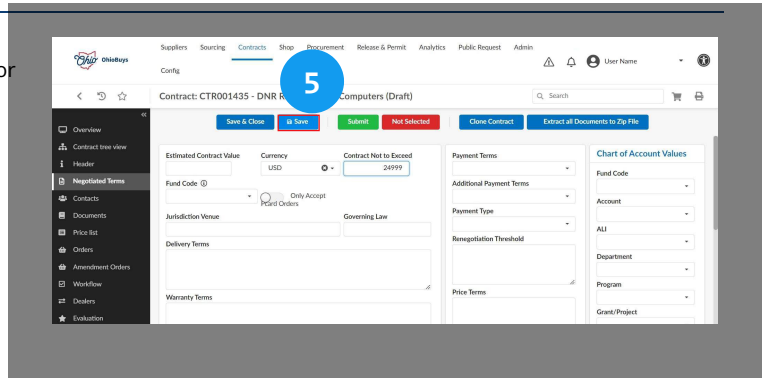 or
Ohio OhioBuys
Suppliers Sourcing Contracts Shop Procurement Release & Permit Analytics Public Request Admin
Config
User Name
5
Contract: CTR001435 - DNR R Computers (Draft)
Search
Save & Close Save Submit Not Selected Clone Contract Extract all Documents to Zip File
Overview
Contract tree view
Header
Negotiated Terms
Contacts
Documents
Price list
Orders
Amendment Orders
Workflow
Dealers
Evaluation
Estimated Contract Value Currency Contract Not to Exceed
USD 24999
Fund Code
Only Accept
Pcard Orders
Jurisdiction Venue Governing Law
Delivery Terms
Warranty Terms
Payment Terms
Additional Payment Terms
Payment Type
Renegotiation Threshold
Price Terms
Chart of Account Values
Fund Code
Account
ALI
Department
Program
Grant/Project